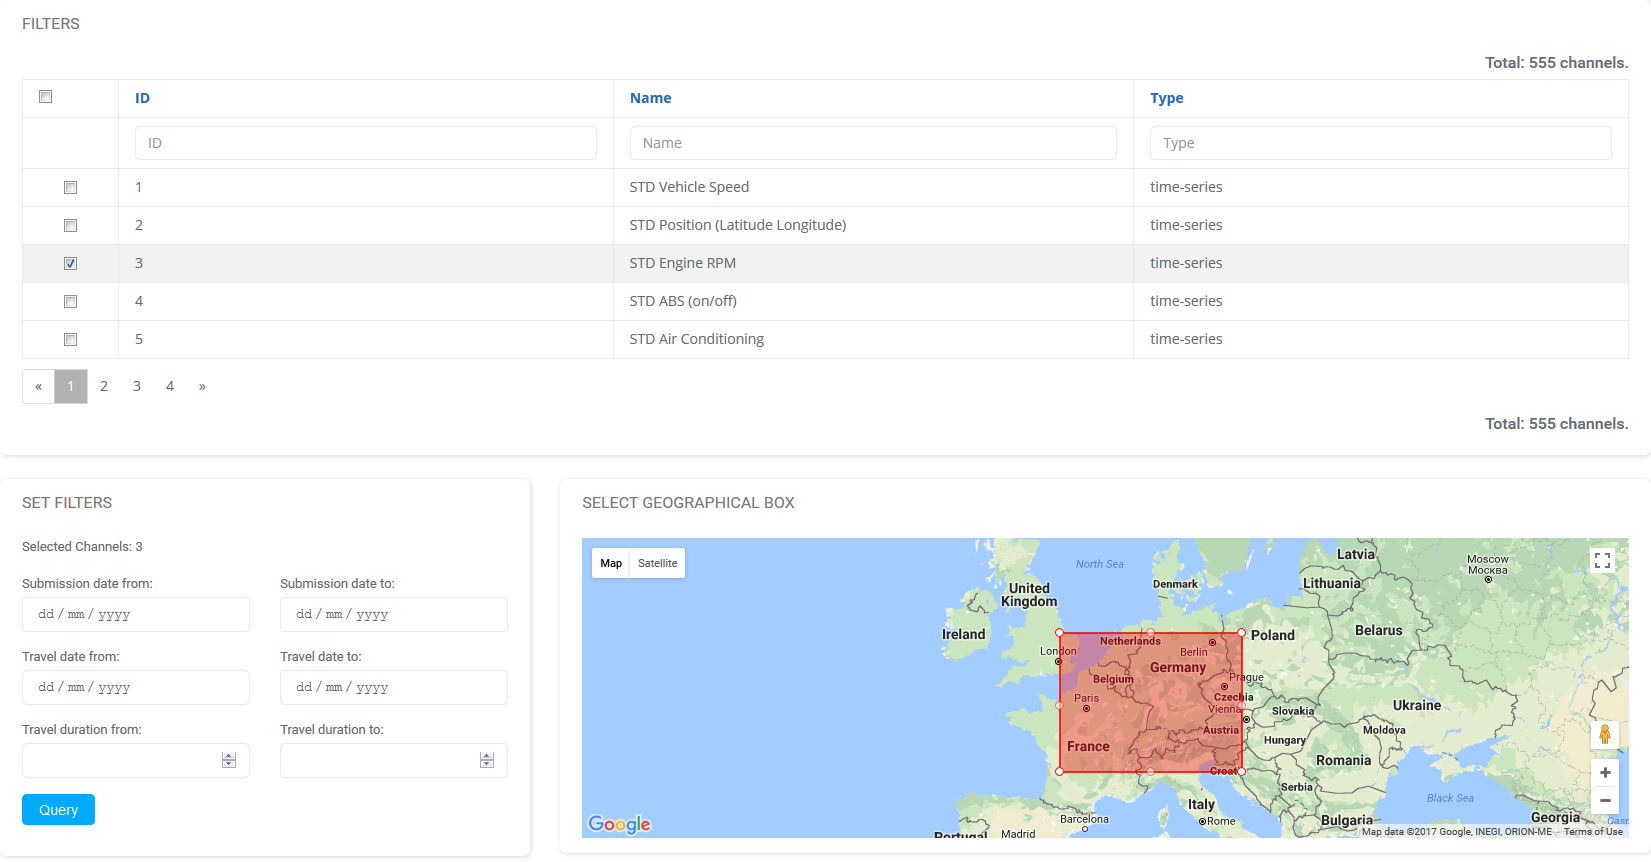 FILTERS
Total: 555 channels.
ID Name Type
ID Name Type
1 STD Vehicle Speed time-series
2 STD Position (Latitude Longitude) time-series
3 STD Engine RPM time-series
4 STD ABS (on/off) time-series
5 STD Air Conditioning time-series
« 1 2 3 4 »
Total: 555 channels.
SET FILTERS
Selected Channels: 3
Submission date from: Submission date to:
dd / mm / yyyy dd / mm / yyyy
Travel date from: Travel date to:
dd / mm / yyyy dd / mm / yyyy
Travel duration from: Travel duration to:
Query
SELECT GEOGRAPHICAL BOX
Map Satellite
North Sea
Latvia
Moscow
Москва
Denmark
Lithuania
United
Kingdom
Ireland
Netherlands
Poland
Belarus
London
Berlin
Germany
Belgium
Prague
Paris
Czechia
Vienna
Slovakia
Ukraine
Austria
Moldova
France
Hungary
Romania
Croat
Serbia
Italy
Black Sea
Barcelona
Rome
Bulgaria
Georgia
Casp
Portugal
Madrid
Google
Map data ©2017 Google, INEGI, ORION-ME Terms of Use